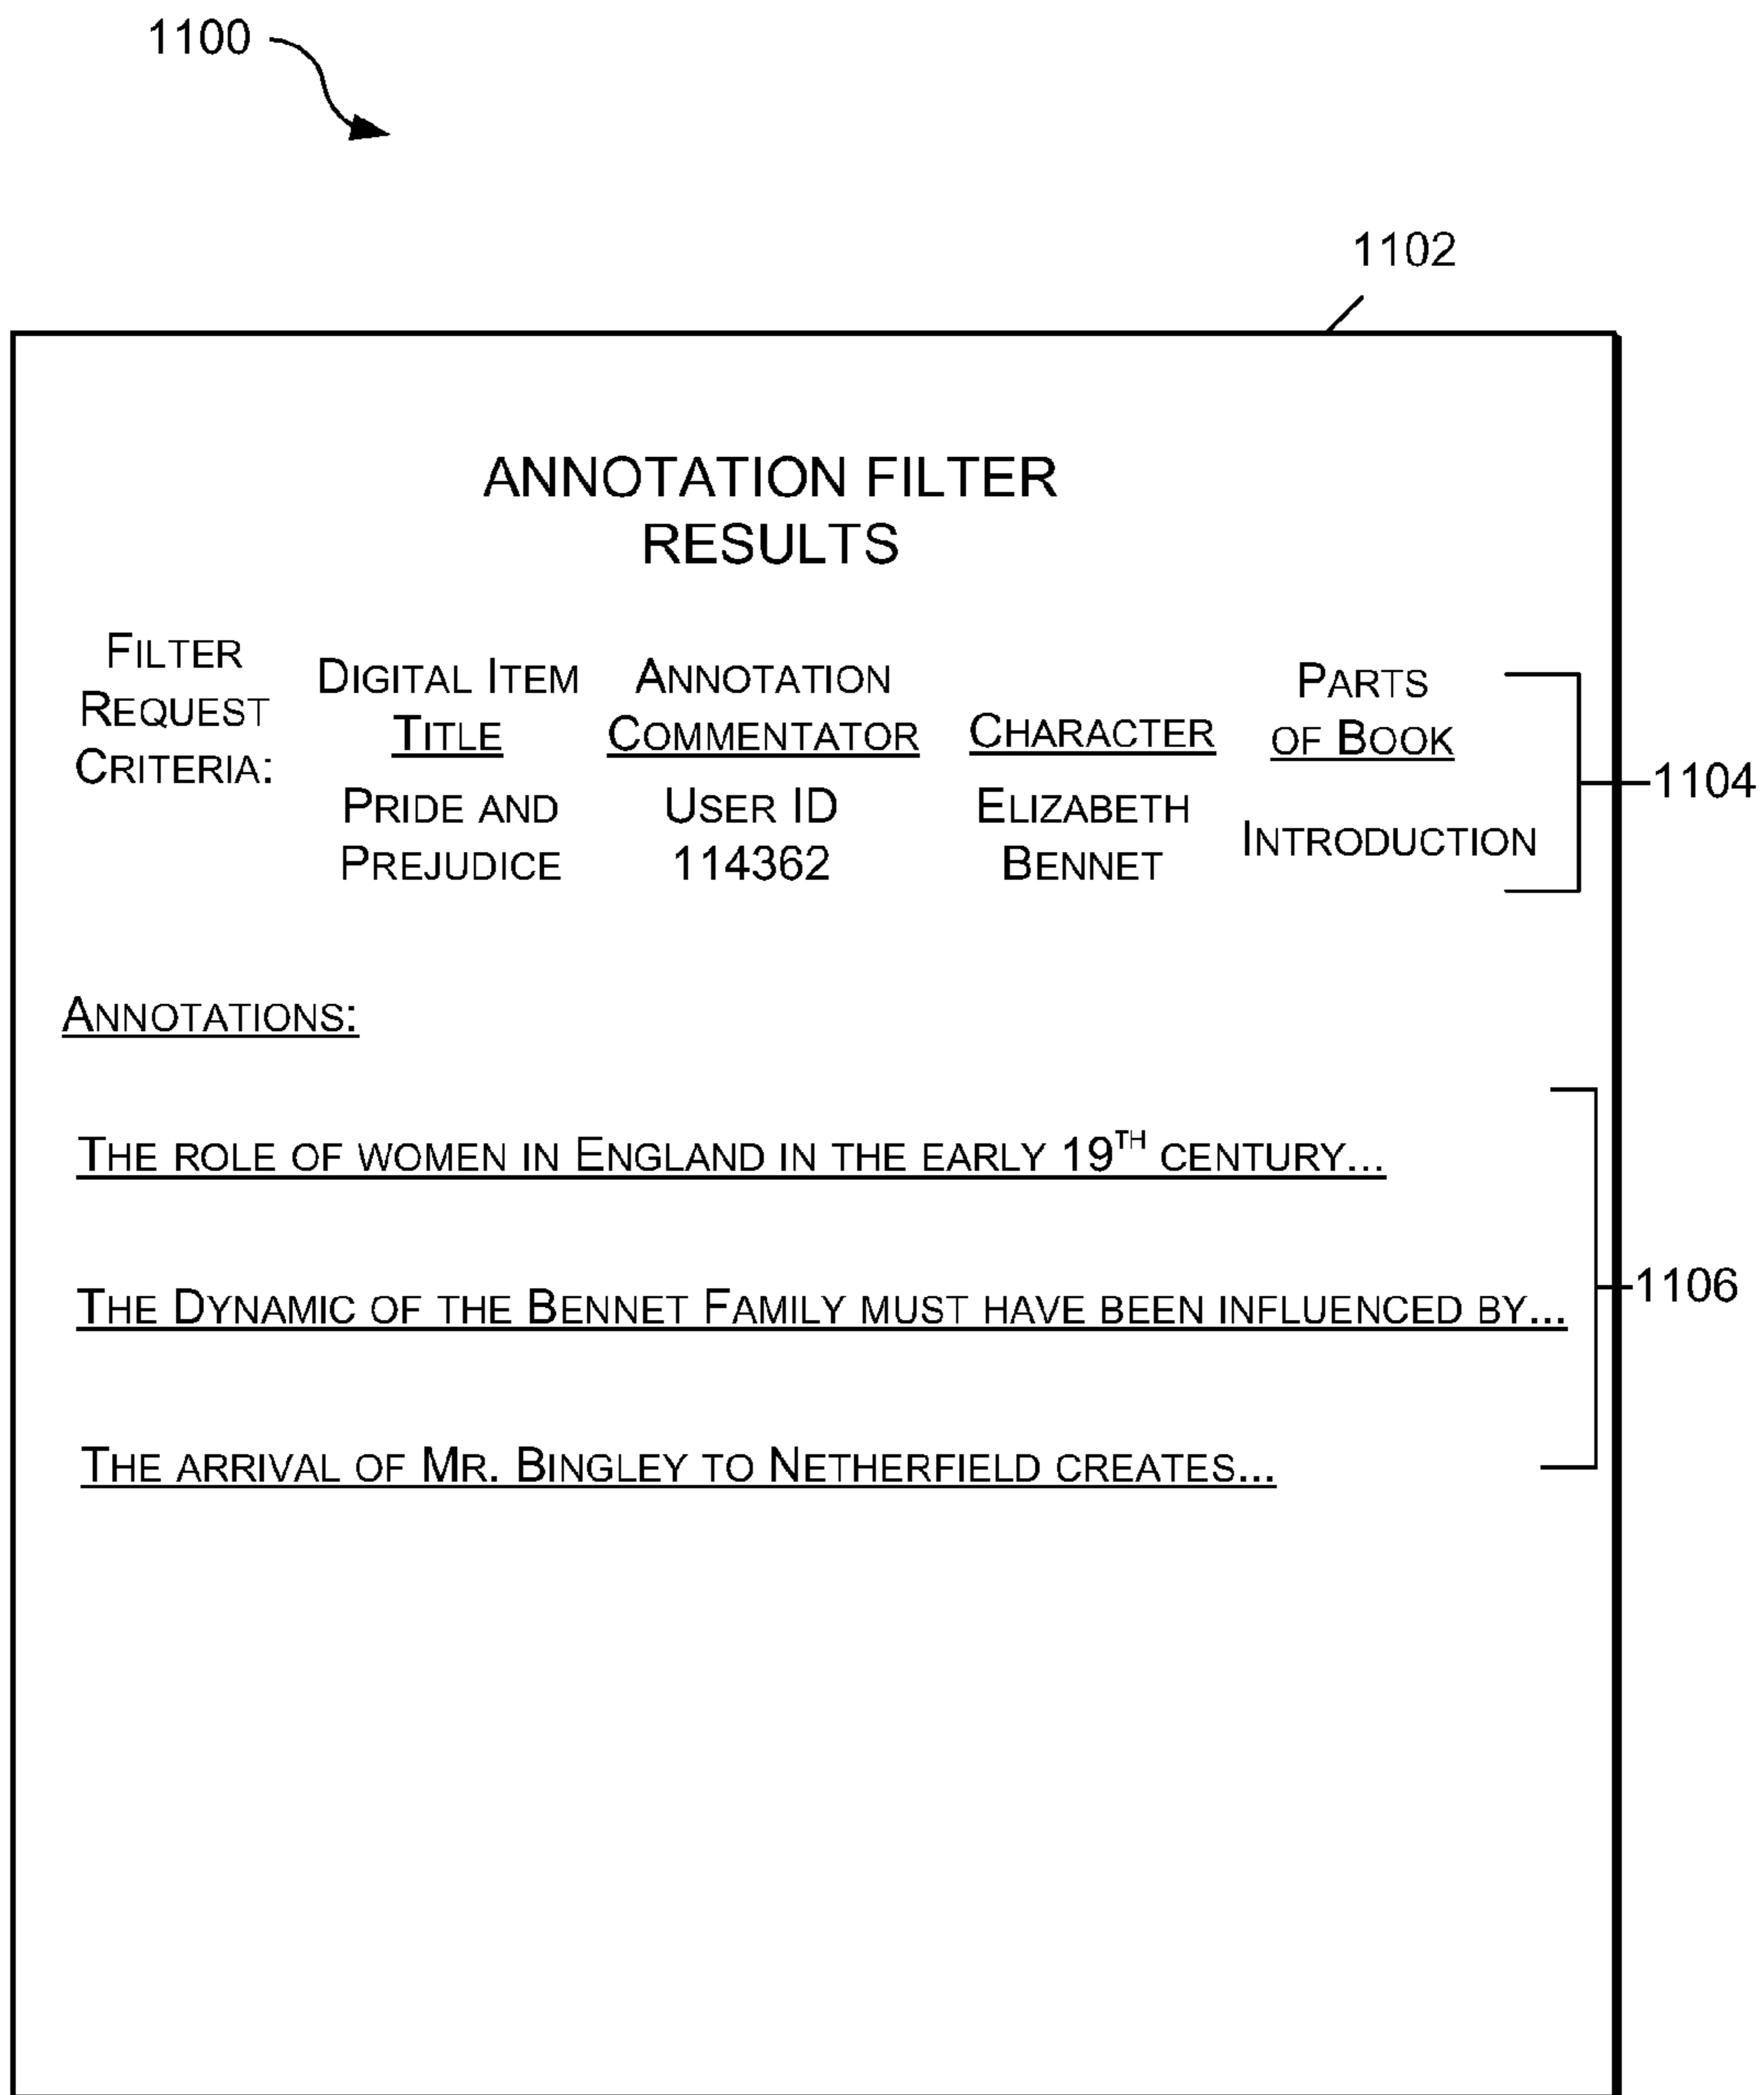 1100
1102
ANNOTATION FILTER
RESULTS
FILTER
REQUEST
CRITERIA:
DIGITAL ITEM
TITLE
PRIDE AND
PREJUDICE
ANNOTATION
COMMENTATOR
USER ID
114362
CHARACTER
ELIZABETH
BENNET
PARTS
OF BOOK
INTRODUCTION
1104
ANNOTATIONS:
THE ROLE OF WOMEN IN ENGLAND IN THE EARLY 19TH CENTURY...
THE DYNAMIC OF THE BENNET FAMILY MUST HAVE BEEN INFLUENCED BY...
1106
THE ARRIVAL OF MR. BINGLEY TO NETHERFIELD CREATES...